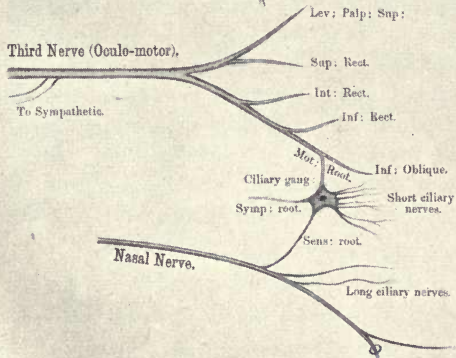 Lev; Palp; Sup;
Third Nerve (Oculo-motor).
Sup: Rect.
Int: Rect.
To Sympathetic.
Inf: Rect.
Mot: Root.
Inf: Oblique.
Ciliary gang:
Short ciliary
nerves.
Symp: root.
Sens: root.
Nasal Nerve.
Long ciliary nerves.